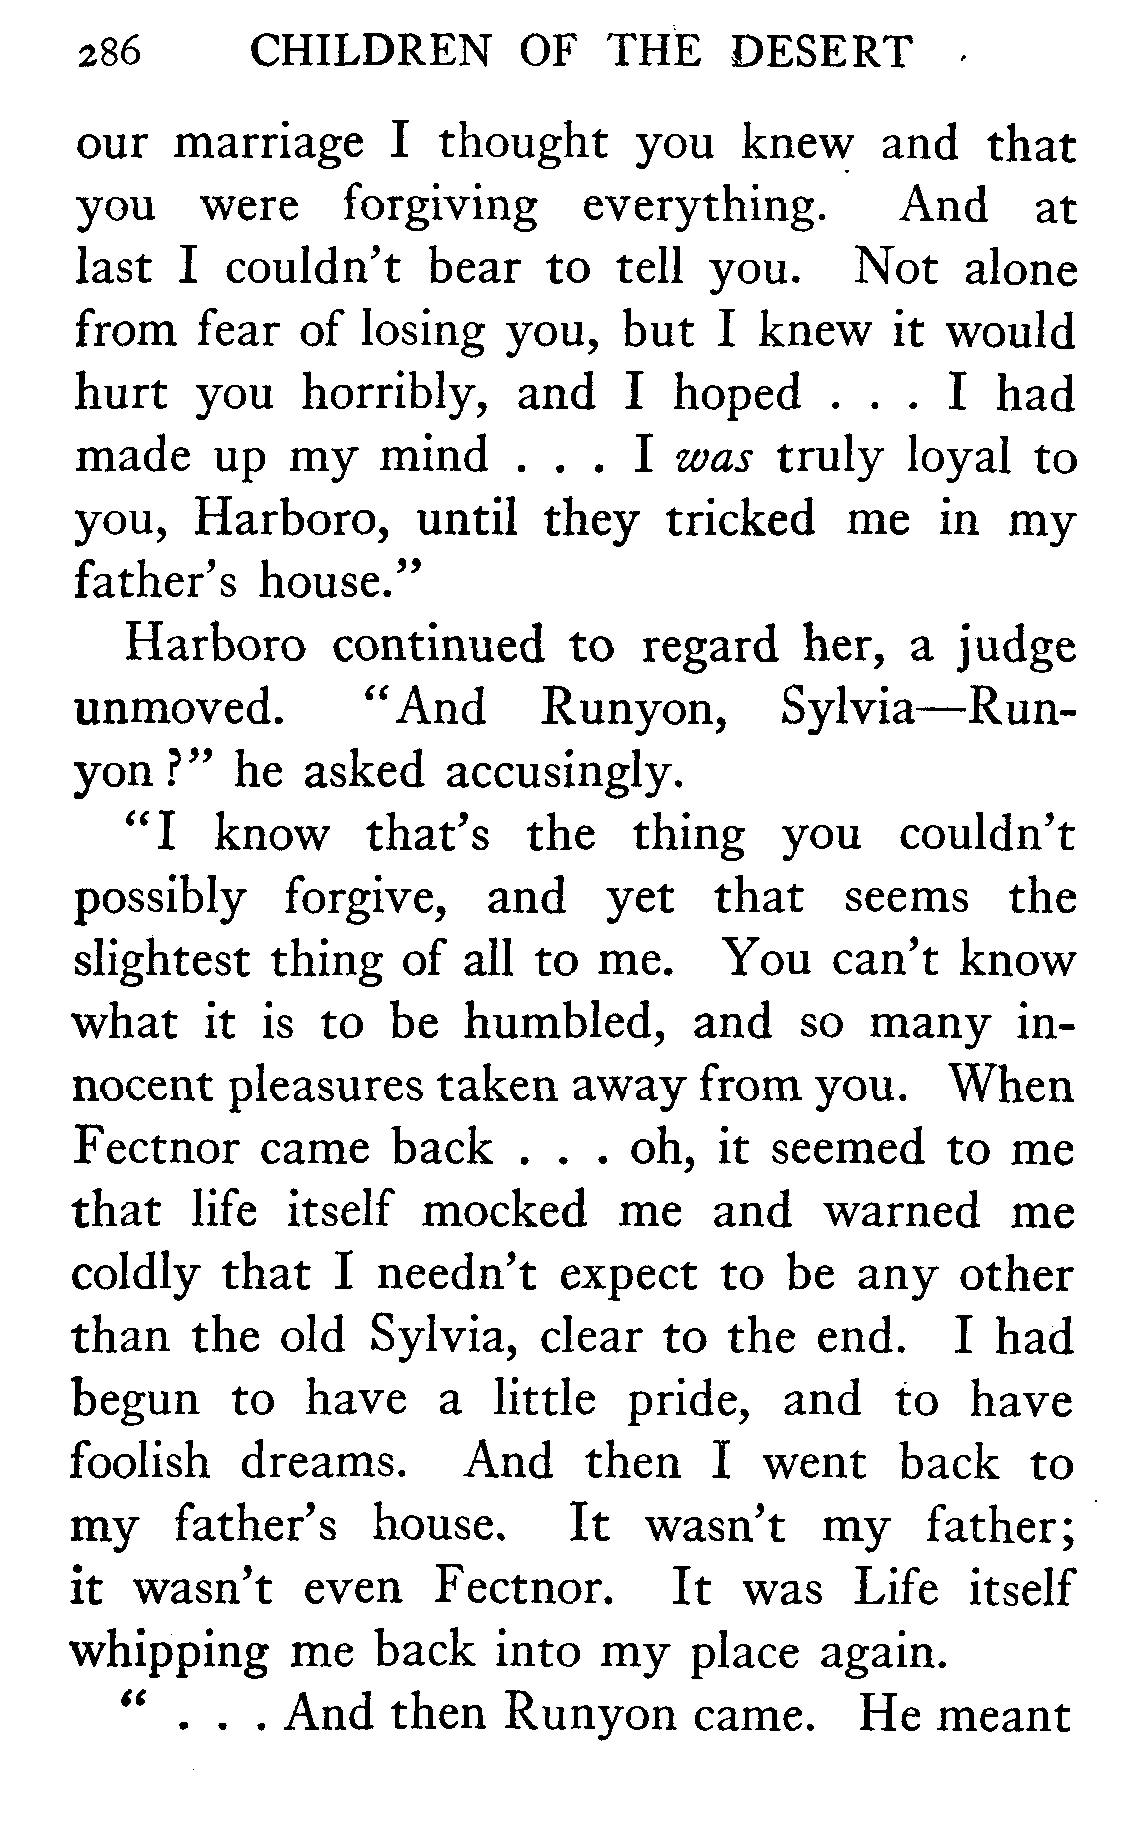 286 CHILDREN OF THE DESERT
our marriage I thought you knew and that
you were forgiving everything. And at
last I couldn't bear to tell you. Not alone
from fear of losing you, but I knew it would
hurt you horribly, and I hoped . . . I had
made up my mind . . . I was truly loyal to
you, Harboro, until they tricked me in my
father's house."
Harboro continued to regard her, a judge
unmoved. "And Runyon, Sylvia—Run-
yon?" he asked accusingly.
"I know that's the thing you couldn't
possibly forgive, and yet that seems the
slightest thing of all to me. You can't know
what it is to be humbled, and so many in-
nocent pleasures taken away from you. When
Fectnor came back . . . oh, it seemed to me
that life itself mocked me and warned me
coldly that I needn't expect to be any other
than the old Sylvia, clear to the end. I had
begun to have a little pride, and to have
foolish dreams. And then I went back to
my father's house. It wasn't my father;
it wasn't even Fectnor. It was Life itself
whipping me back into my place again.
" . . . And then Runyon came. He meant